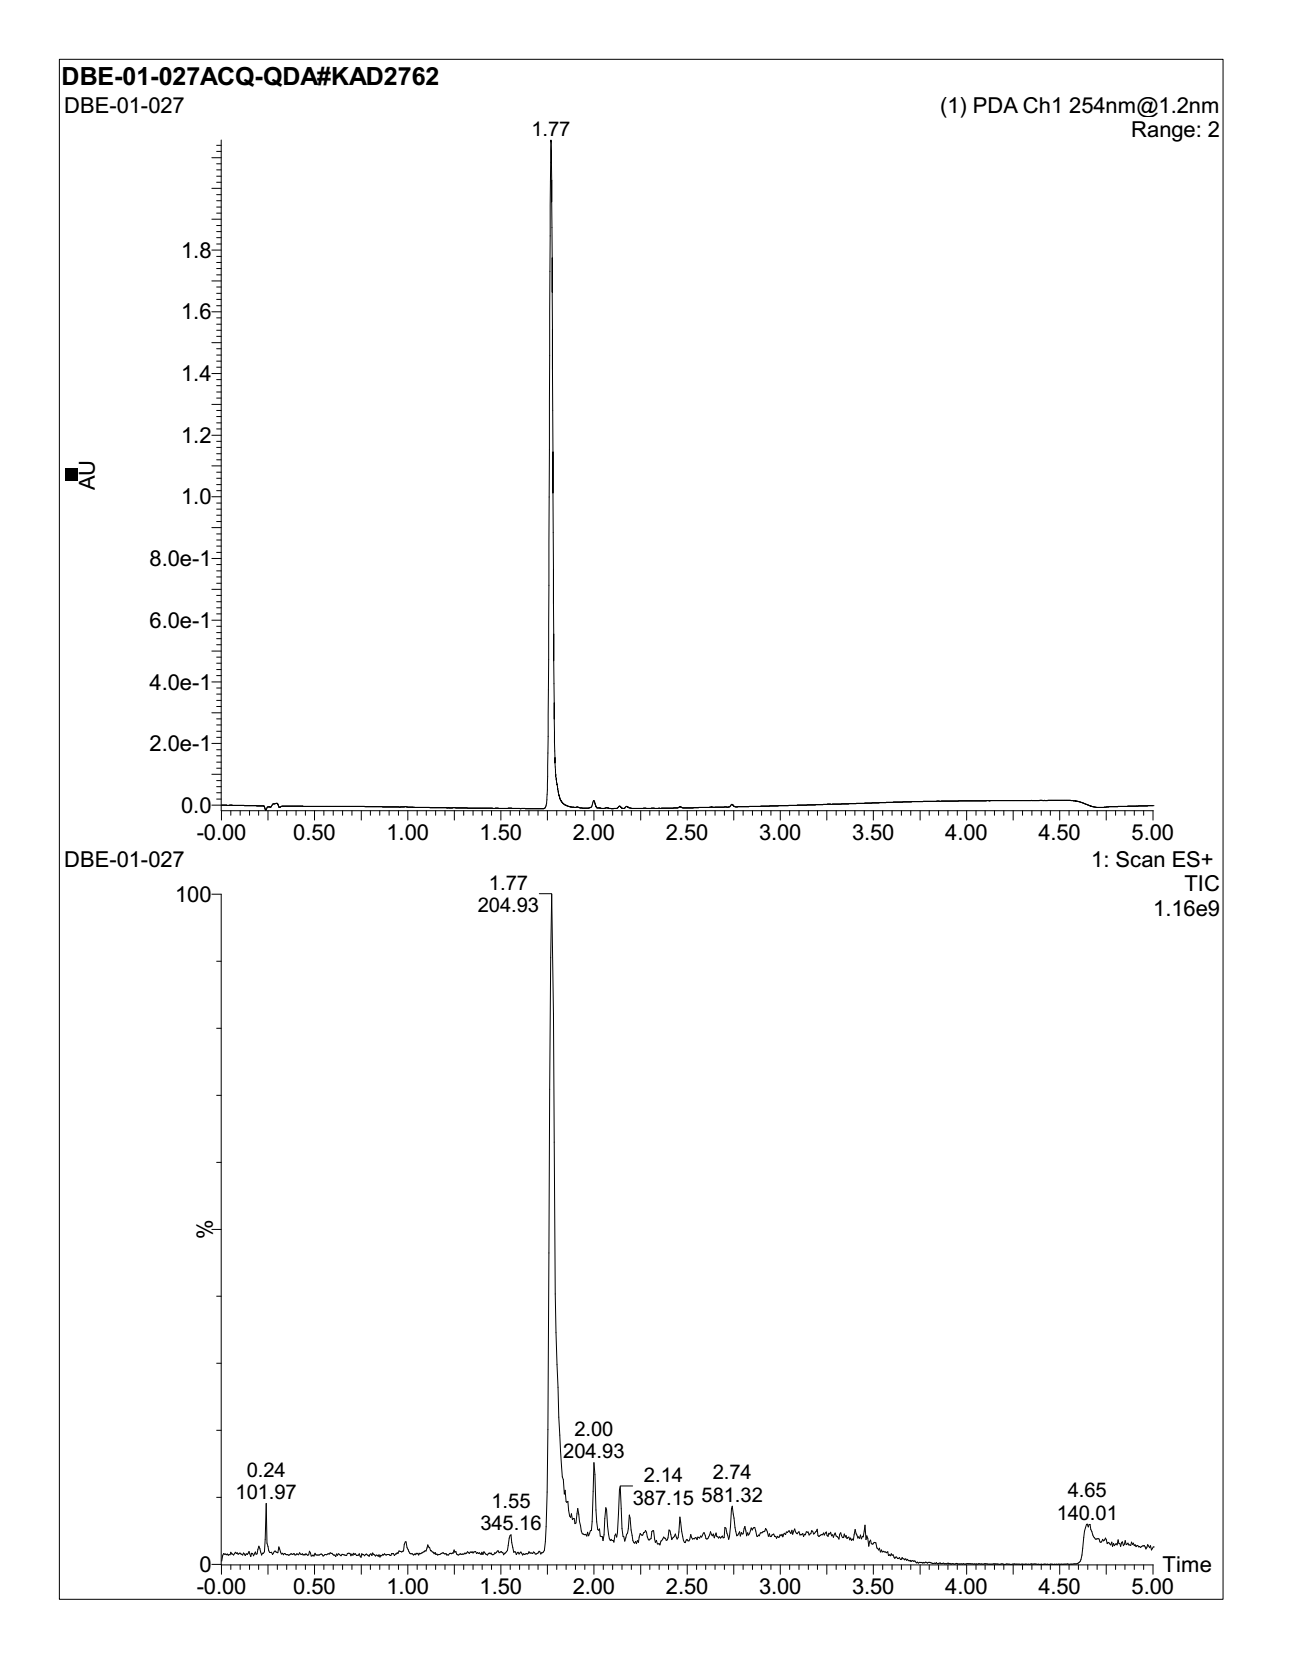 DBE-01-027ACQ-QDA#KAD2762
DBE-01-027
(1) PDA Ch1 254nm@1.2nm
Range: 2
1.77
1.8
1.6
1.4
1.2
AU
1.0
8.0e-1
6.0e-1
4.0e-1
2.0e-1
0.0
-0.00 0.50 1.00 1.50 2.00 2.50 3.00 3.50 4.00 4.50 5.00
DBE-01-027
1: Scan ES+
TIC
1.16e9
100
1.77
204.93
%
2.00
204.93
0.24
101.97
2.14
387.15
2.74
581.32
1.55
345.16
4.65
140.01
0
Time
-0.00 0.50 1.00 1.50 2.00 2.50 3.00 3.50 4.00 4.50 5.00